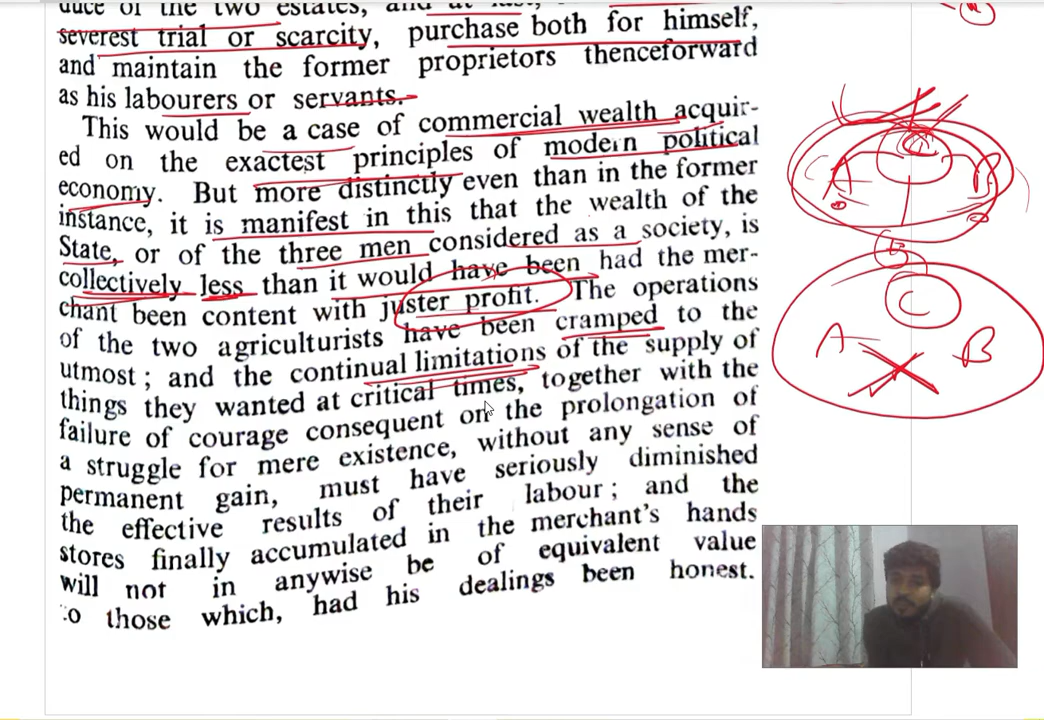 duce of the two estates, and at last,
severest trial or scarcity, purchase both for himself,
and maintain the former proprietors thenceforward
as his labourers or servants.
This would be a case of commercial wealth acquir-
ed on the exactest principles of modern political
economy. But more distinctly even than in the former
instance, it is manifest in this that the wealth of the
State, or of the three men considered as a society, is
collectively less than it would have been had the mer-
chant been content with juster profit. The operations
of the two agriculturists have been cramped to the
utmost ; and the continual limitations of the supply of
things they wanted at critical times, together with the
failure of courage consequent on the prolongation of
a struggle for mere existence, without any sense of
permanent gain, must have seriously diminished
the effective results of their labour ; and the
stores finally accumulated in the merchant's hands
will not in anywise be of equivalent value
to those which, had his dealings been honest.
A
C
A B